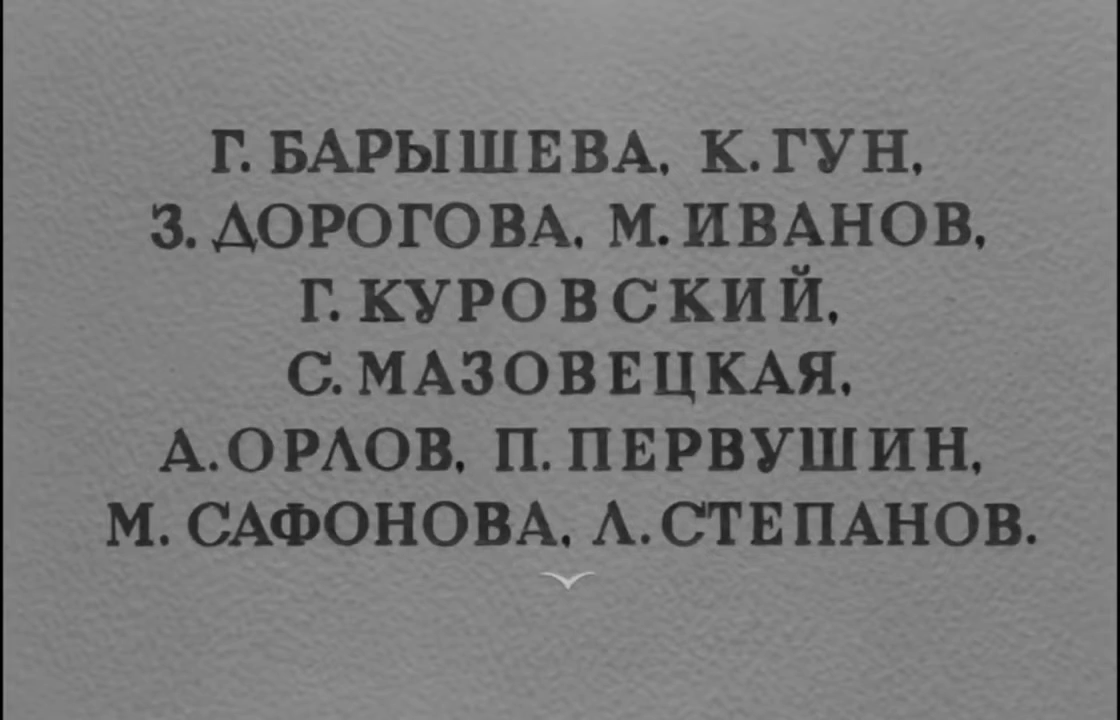 Г. БАРЫШЕВА, К. ГУН,
З. ДОРОГОВА, М. ИВАНОВ,
Г. КУРОВСКИЙ,
С. МАЗОВЕЦКАЯ,
А. ОРЛОВ, П. ПЕРВУШИН,
М. САФОНОВА, Л. СТЕПАНОВ.